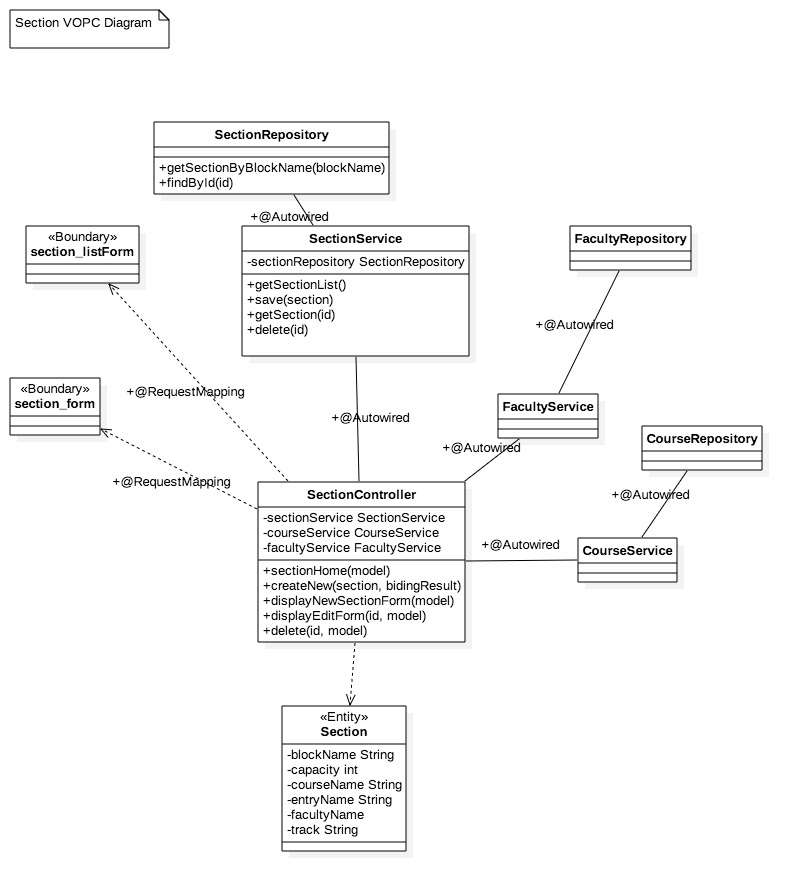 Section VOPC Diagram
SectionRepository
+getSectionByBlockName(blockName)
+findById(id)
+@Autowired
«Boundary»
section_listForm
SectionService
-sectionRepository SectionRepository
+getSectionList()
+save(section)
+getSection(id)
+delete(id)
FacultyRepository
+@Autowired
«Boundary»
section_form
+@RequestMapping
+@Autowired
FacultyService
+@Autowired
CourseRepository
+@Autowired
+@RequestMapping
SectionController
-sectionService SectionService
-courseService CourseService
-facultyService FacultyService
+sectionHome(model)
+createNew(section, bidingResult)
+displayNewSectionForm(model)
+displayEditForm(id, model)
+delete(id, model)
+@Autowired
CourseService
«Entity»
Section
-blockName String
-capacity int
-courseName String
-entryName String
-facultyName
-track String